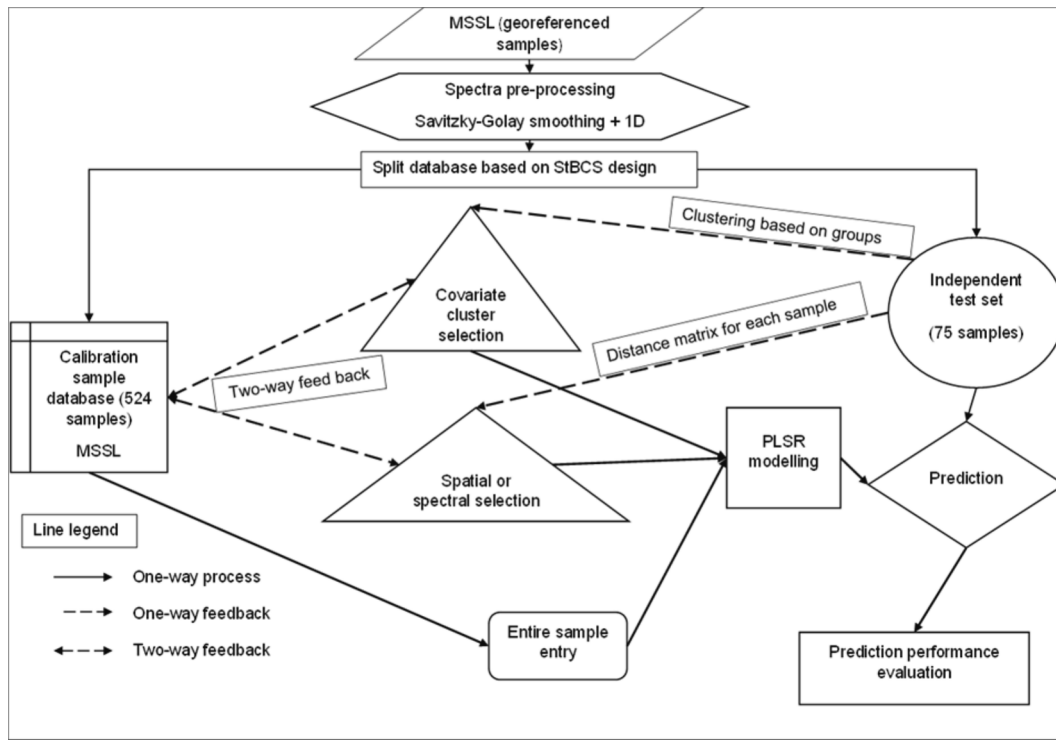 MSSL (georeferenced
samples)
Spectra pre-processing
Savitzky-Golay smoothing + 1D
Split database based on StBCS design
Clustering based on groups
Independent
test set
(75 samples)
Covariate
cluster
selection
Distance matrix for each sample
Calibration
sample
database (524
samples)
MSSL
Two-way feed back
PLSR
modelling
Prediction
Spatial or
spectral selection
Line legend
One-way process
One-way feedback
Two-way feedback
Entire sample
entry
Prediction performance
evaluation